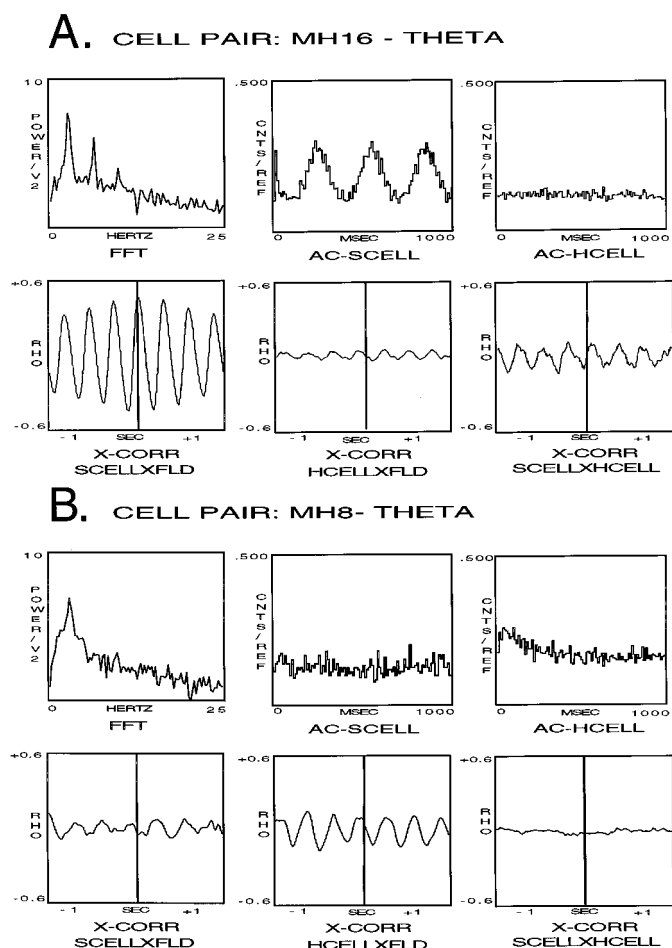 A. CELL PAIR: MH16 - THETA
10 .500 .500
POWER/V2 CNTS/REF CNTS/REF
0 HERTZ 25 0 MSEC 1000 0 MSEC 1000
FFT AC-SCELL AC-HCELL
+0.6 +0.6 +0.6
RHO RHO RHO
-0.6 -0.6 -0.6
- 1 SEC +1 - 1 SEC +1 - 1 SEC +1
X-CORR X-CORR X-CORR
SCELLXFLD HCELLXFLD SCELLXHCELL
B. CELL PAIR: MH8- THETA
10 .500 .500
POWER/V2 CNTS/REF CNTS/REF
0 HERTZ 25 0 MSEC 1000 0 MSEC 1000
FFT AC-SCELL AC-HCELL
+0.6 +0.6 +0.6
RHO RHO RHO
-0.6 -0.6 -0.6
- 1 SEC +1 - 1 SEC +1 - 1 SEC +1
X-CORR X-CORR X-CORR
SCELLXFLD HCELLXFLD SCELLXHCELL